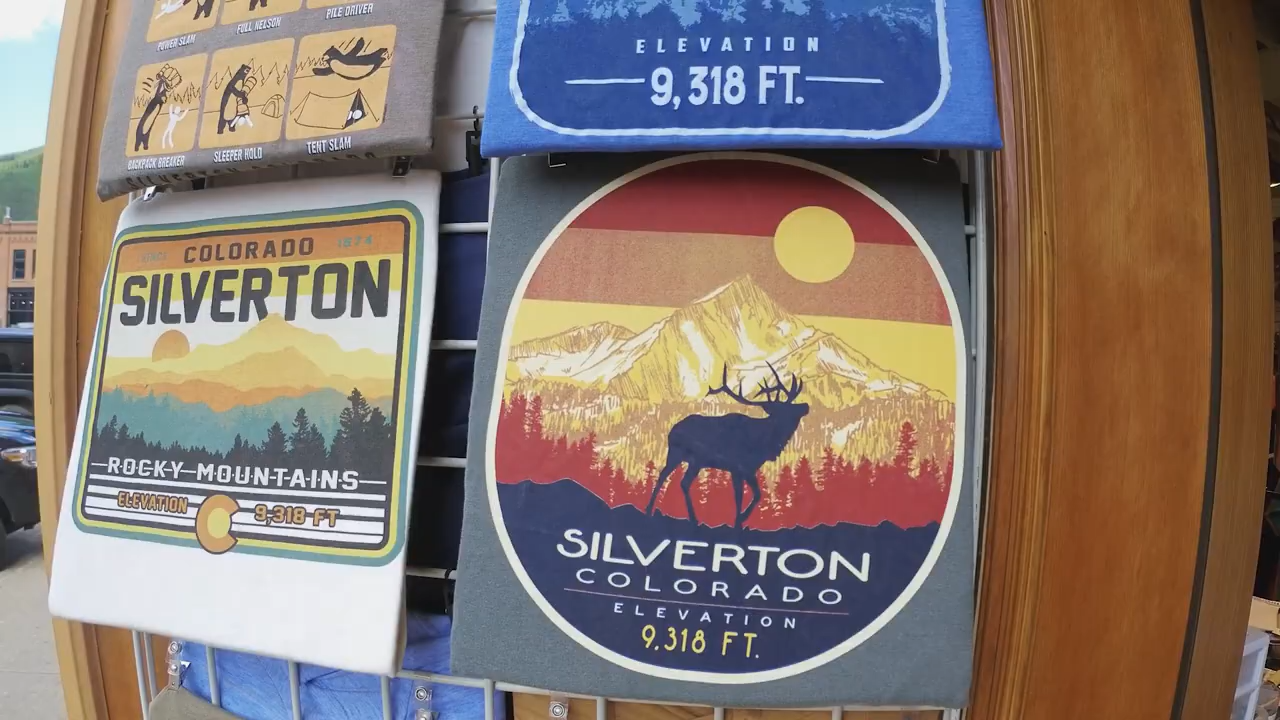 POWER SLAM
FULL NELSON
PILE DRIVER
BACKPACK BREAKER
SLEEPER HOLD
TENT SLAM
ELEVATION
9,318 FT.
SINCE
COLORADO
1874
SILVERTON
ROCKY MOUNTAINS
ELEVATION
9,318 FT
SILVERTON
COLORADO
ELEVATION
9,318 FT.